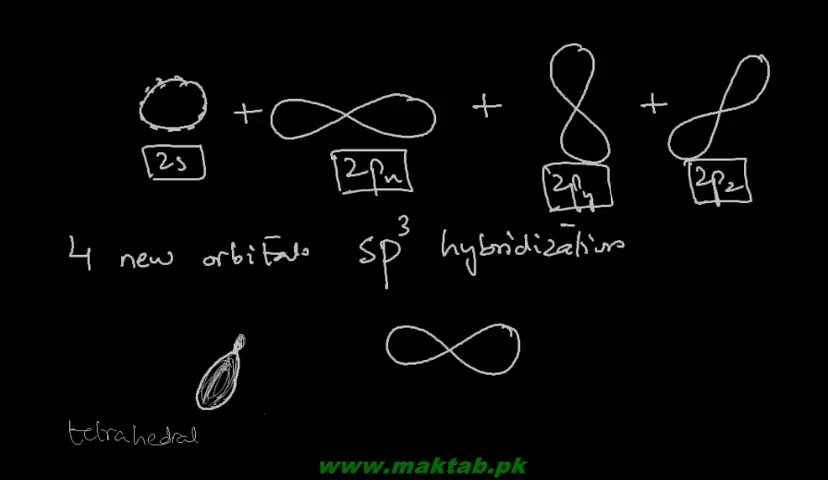 + + +
2s 2px 2py 2pz
4 new orbitals sp³ hybridization
tetrahedral
www.maktab.pk